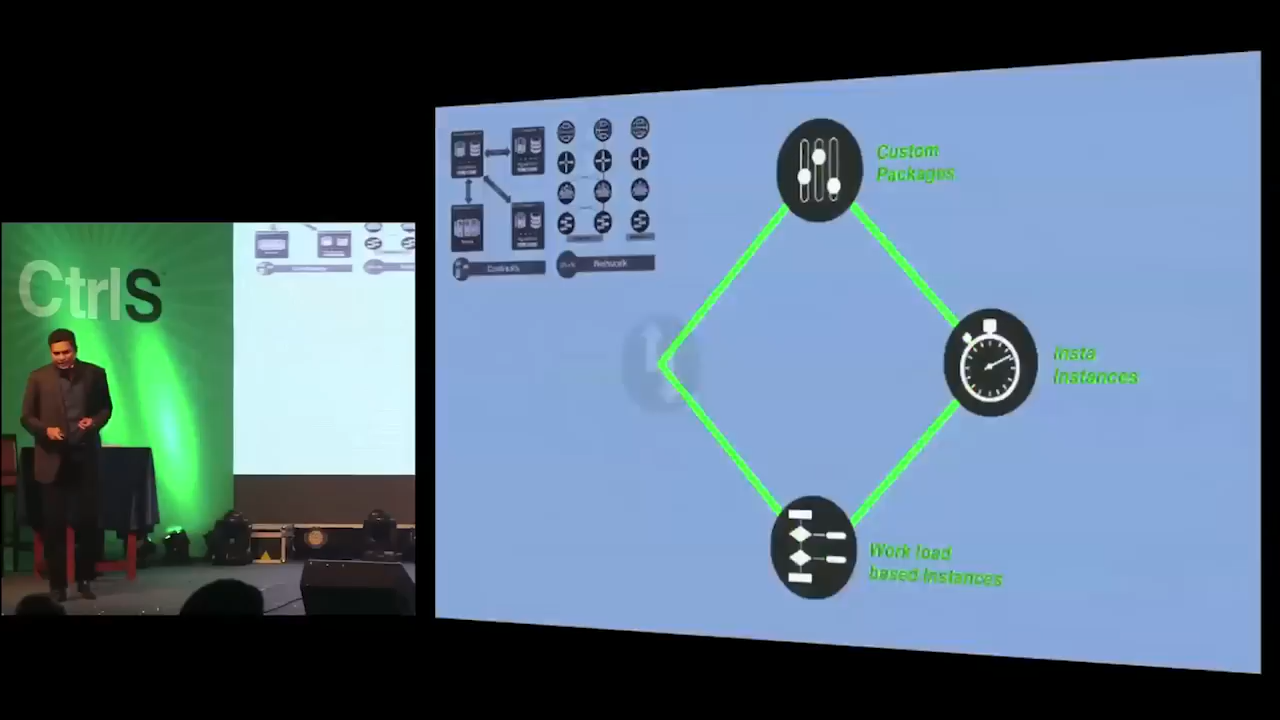 CtrlS
Network
Custom
Packages
Insta
Instances
Work load
based Instances